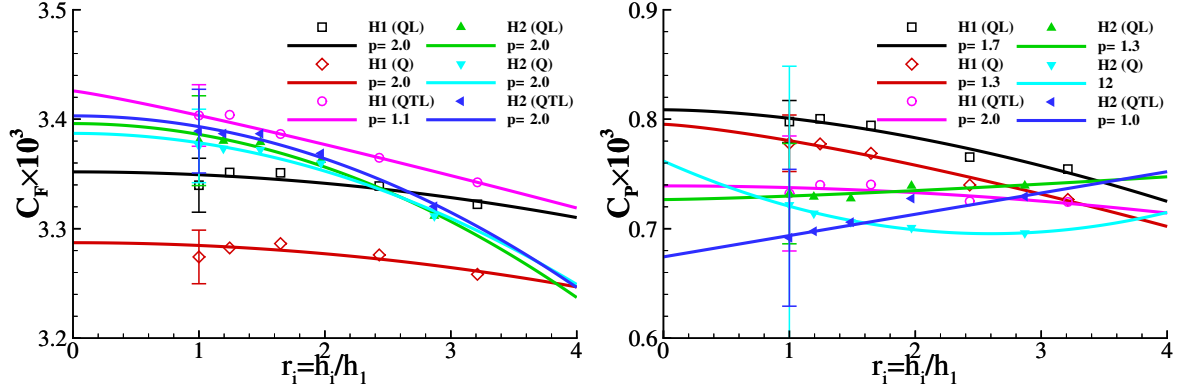 3.5
H1 (QL)
H2 (QL)
p= 2.0
p= 2.0
H1 (Q)
H2 (Q)
p= 2.0
p= 2.0
H1 (QTL)
H2 (QTL)
p= 1.1
p= 2.0
3.4
3.3
3.2
C_F×10^3
0
1
2
3
4
r_i=h_i/h_1
0.9
H1 (QL)
H2 (QL)
p= 1.7
p= 1.3
H1 (Q)
H2 (Q)
p= 1.3
12
H1 (QTL)
H2 (QTL)
p= 2.0
p= 1.0
0.8
0.7
0.6
C_P×10^3
0
1
2
3
4
r_i=h_i/h_1